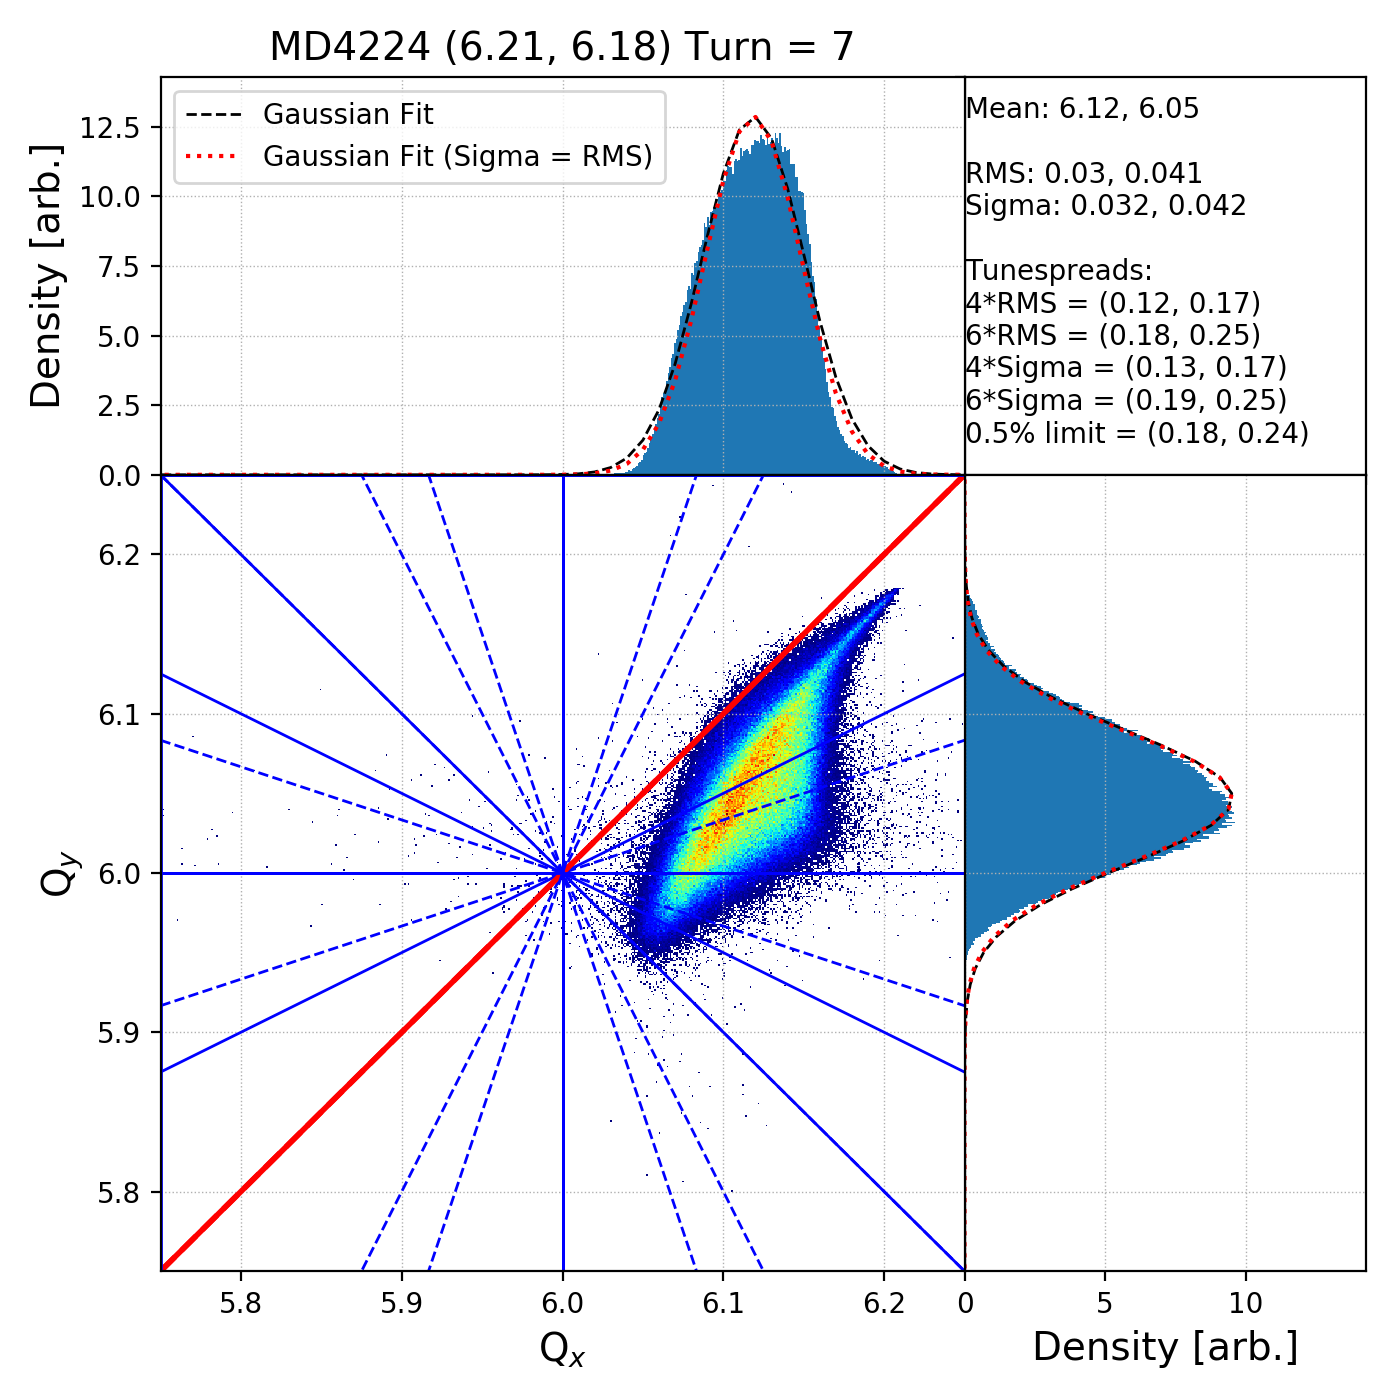 MD4224 (6.21, 6.18) Turn = 7
Gaussian Fit
Gaussian Fit (Sigma = RMS)
Density [arb.]
12.5
10.0
7.5
5.0
2.5
0.0
Mean: 6.12, 6.05
RMS: 0.03, 0.041
Sigma: 0.032, 0.042
Tunespreads:
4*RMS = (0.12, 0.17)
6*RMS = (0.18, 0.25)
4*Sigma = (0.13, 0.17)
6*Sigma = (0.19, 0.25)
0.5% limit = (0.18, 0.24)
Qy
6.2
6.1
6.0
5.9
5.8
5.8 5.9 6.0 6.1 6.2
Qx
0 5 10
Density [arb.]